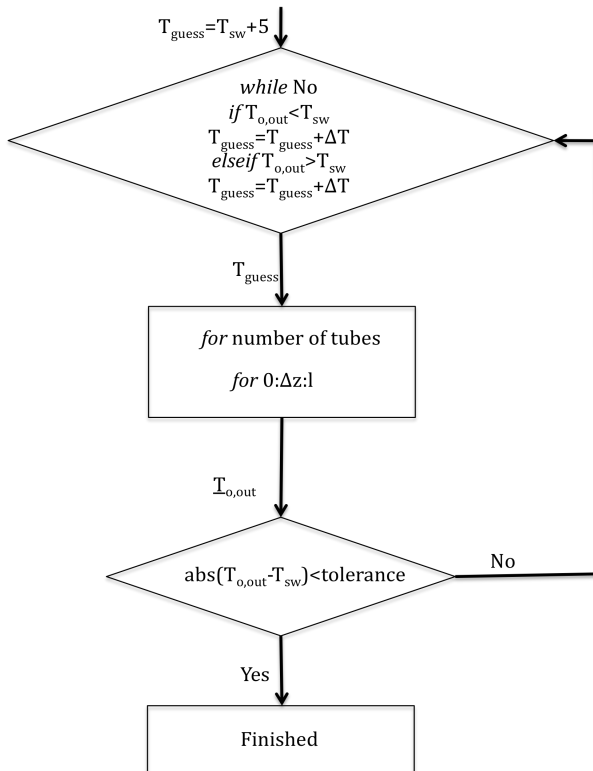 T_guess=T_sw+5
while No
if T_o,out<T_sw
T_guess=T_guess+ΔT
elseif T_o,out>T_sw
T_guess=T_guess+ΔT
T_guess
for number of tubes
for 0:Δz:l
T_o,out
abs(T_o,out-T_sw)<tolerance
No
Yes
Finished